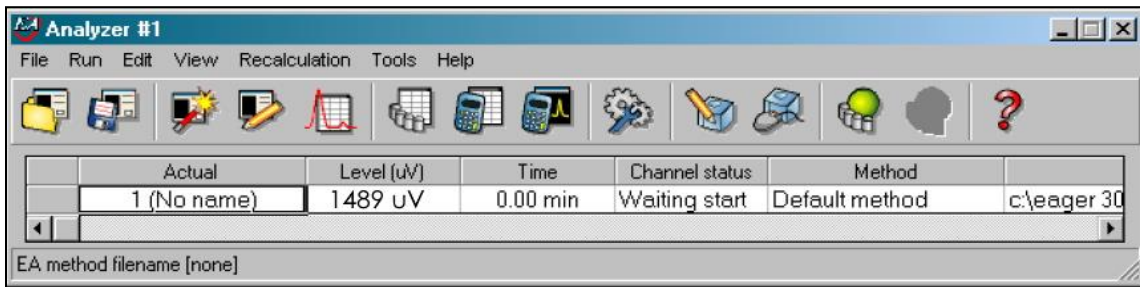 Analyzer #1
File Run Edit View Recalculation Tools Help
Actual Level (uV) Time Channel status Method
1 (No name) 1489 uV 0.00 min Waiting start Default method c:\eager 30
EA method filename [none]